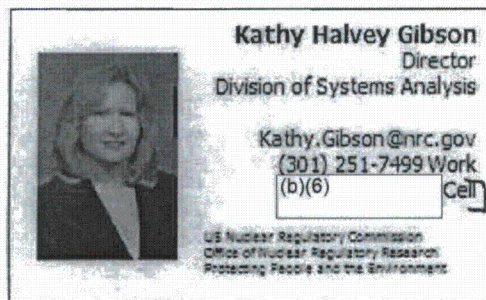 Kathy Halvey Gibson
Director
Division of Systems Analysis
Kathy.Gibson@nrc.gov
(301) 251-7499 Work
(b)(6) Cell
US Nuclear Regulatory Commission
Office of Nuclear Regulatory Research
Protecting People and the Environment